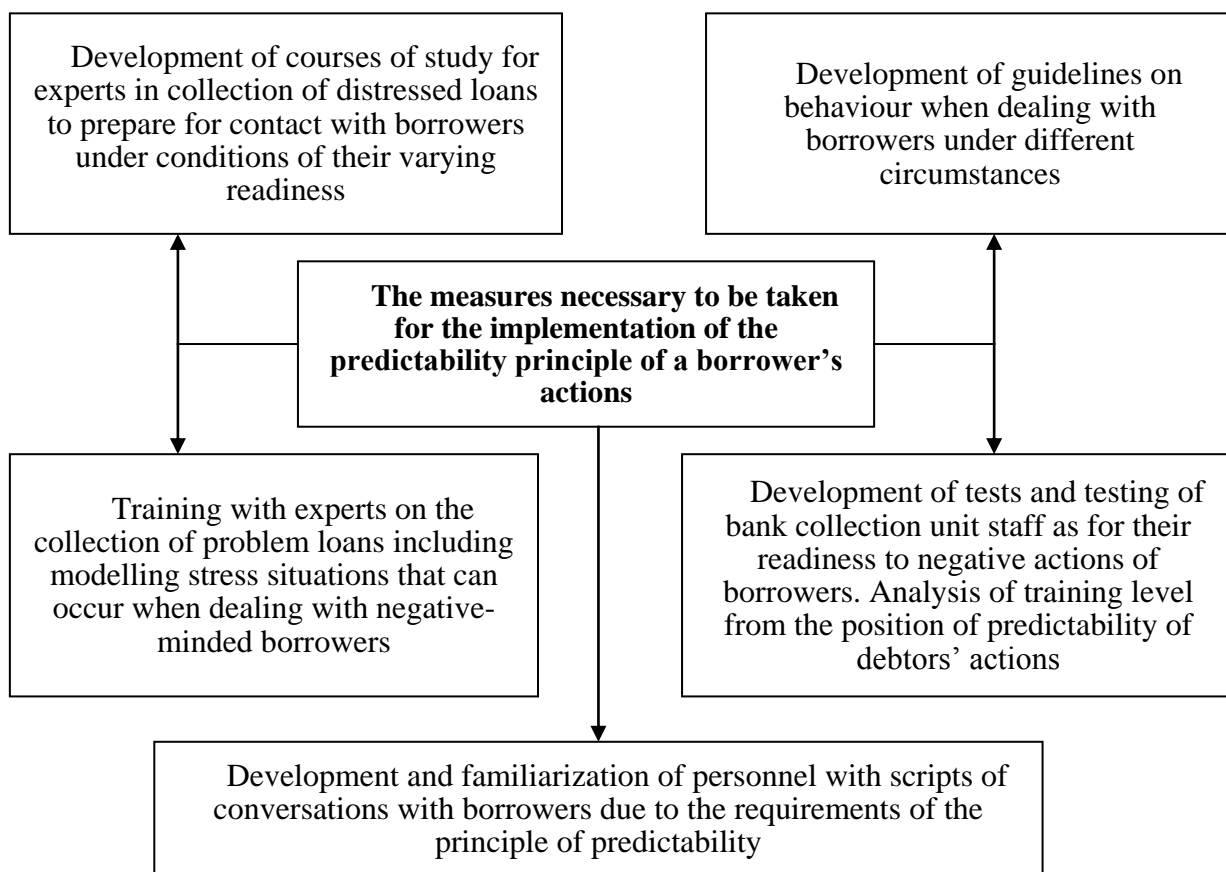 Development of courses of study for
experts in collection of distressed loans
to prepare for contact with borrowers
under conditions of their varying
readiness
Development of guidelines on
behaviour when dealing with
borrowers under different
circumstances
The measures necessary to be taken
for the implementation of the
predictability principle of a borrower’s
actions
Training with experts on the
collection of problem loans including
modelling stress situations that can
occur when dealing with negative-
minded borrowers
Development of tests and testing of
bank collection unit staff as for their
readiness to negative actions of
borrowers. Analysis of training level
from the position of predictability of
debtors’ actions
Development and familiarization of personnel with scripts of
conversations with borrowers due to the requirements of the
principle of predictability